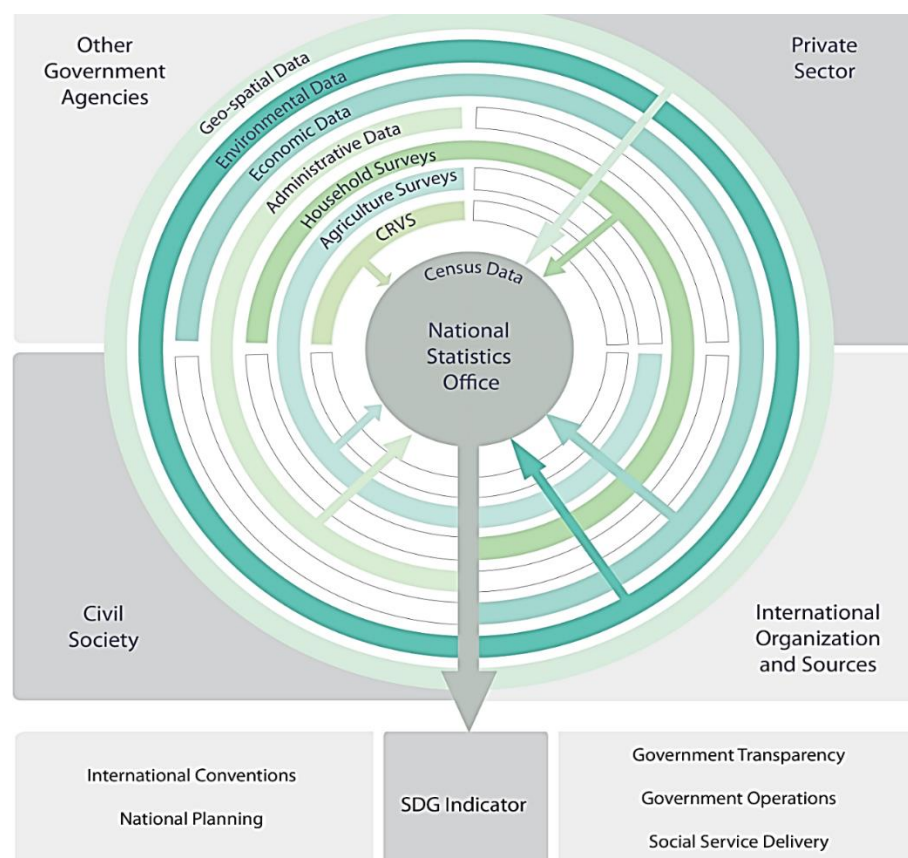 Other
Government
Agencies
Private
Sector
Geo-spatial Data
Environmental Data
Economic Data
Administrative Data
Household Surveys
Agriculture Surveys
CRVS
Census Data
National
Statistics
Office
Civil
Society
International
Organization
and Sources
International Conventions
National Planning
SDG Indicator
Government Transparency
Government Operations
Social Service Delivery